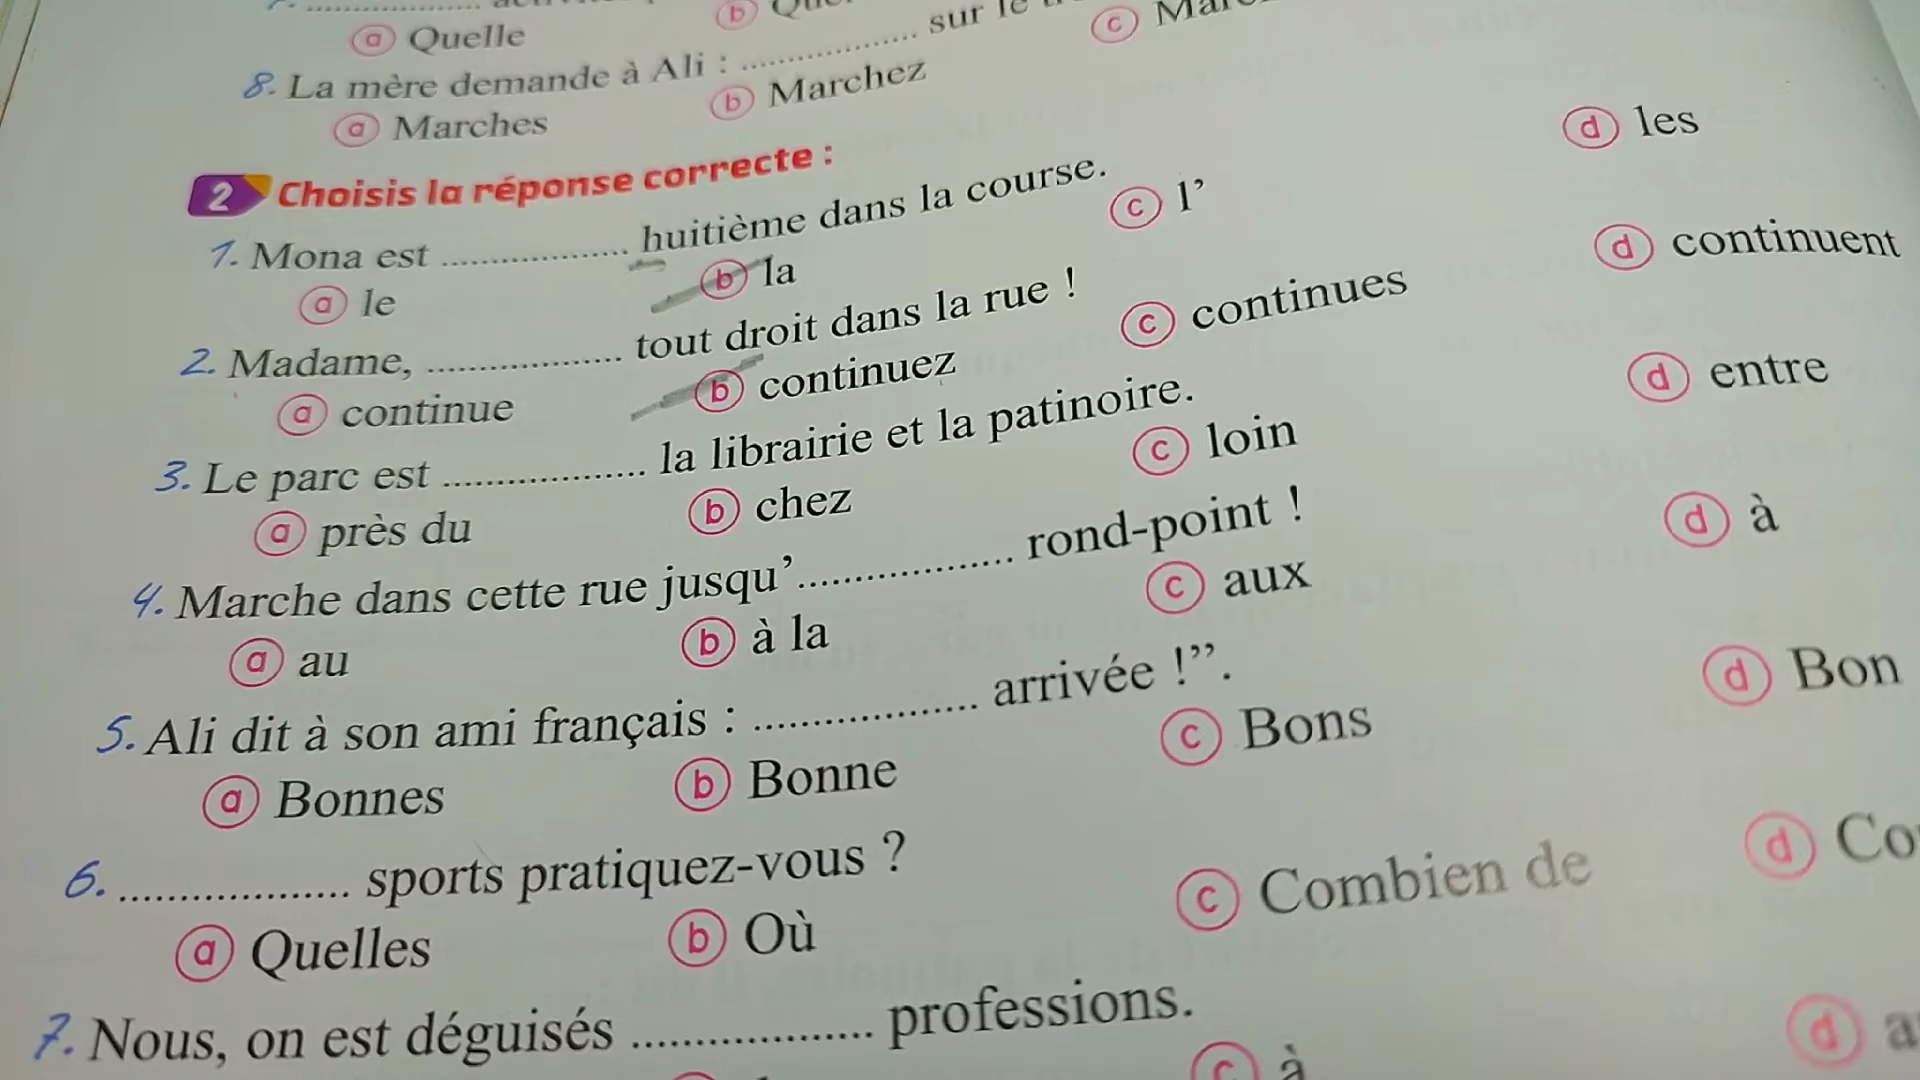 ⓐ Quelle ⓑ ⓒ
8. La mère demande à Ali : .................. sur le
ⓐ Marches ⓑ Marchez
2 Choisis la réponse correcte :
1. Mona est .................. huitième dans la course.
ⓐ le ⓑ la ⓒ l’ ⓓ les
2. Madame, .................. tout droit dans la rue !
ⓐ continue ⓑ continuez ⓒ continues ⓓ continuent
3. Le parc est .................. la librairie et la patinoire.
ⓐ près du ⓑ chez ⓒ loin ⓓ entre
4. Marche dans cette rue jusqu’.................. rond-point !
ⓐ au ⓑ à la ⓒ aux ⓓ à
5. Ali dit à son ami français : .................. arrivée !”.
ⓐ Bonnes ⓑ Bonne ⓒ Bons ⓓ Bon
6. .................. sports pratiquez-vous ?
ⓐ Quelles ⓑ Où ⓒ Combien de ⓓ
7. Nous, on est déguisés .................. professions.
ⓒ à ⓓ